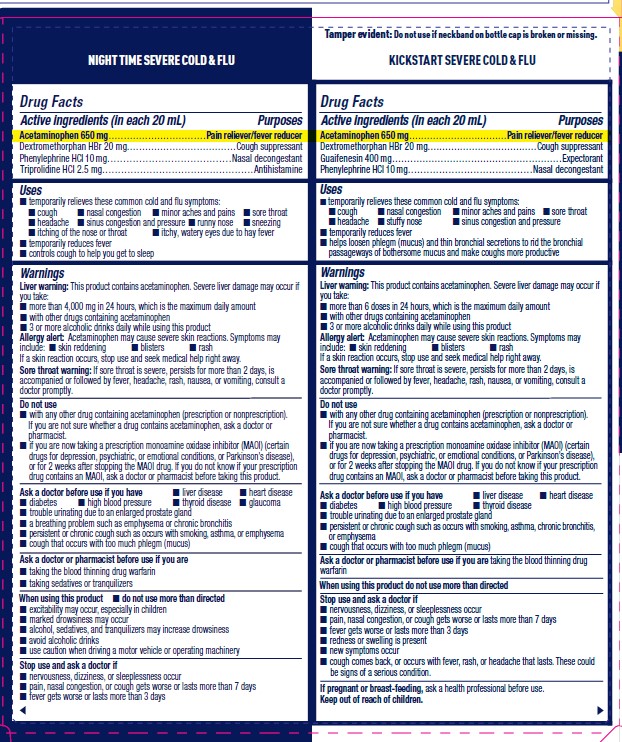 Tamper evident: Do not use if neckband on bottle cap is broken or missing.
NIGHT TIME SEVERE COLD & FLU
Drug Facts
Active ingredients (in each 20 mL) Purposes
Acetaminophen 650 mg.............................Pain reliever/fever reducer
Dextromethorphan HBr 20 mg.................................Cough suppressant
Phenylephrine HCl 10 mg......................................Nasal decongestant
Triprolidine HCl 2.5 mg..............................................Antihistamine
Uses
■ temporarily relieves these common cold and flu symptoms:
■ cough ■ nasal congestion ■ minor aches and pains ■ sore throat
■ headache ■ sinus congestion and pressure ■ runny nose ■ sneezing
■ itching of the nose or throat ■ itchy, watery eyes due to hay fever
■ temporarily reduces fever
■ controls cough to help you get to sleep
Warnings
Liver warning: This product contains acetaminophen. Severe liver damage may occur if
you take:
■ more than 4,000 mg in 24 hours, which is the maximum daily amount
■ with other drugs containing acetaminophen
■ 3 or more alcoholic drinks daily while using this product
Allergy alert: Acetaminophen may cause severe skin reactions. Symptoms may
include: ■ skin reddening ■ blisters ■ rash
If a skin reaction occurs, stop use and seek medical help right away.
Sore throat warning: If sore throat is severe, persists for more than 2 days, is
accompanied or followed by fever, headache, rash, nausea, or vomiting, consult a
doctor promptly.
Do not use
■ with any other drug containing acetaminophen (prescription or nonprescription).
If you are not sure whether a drug contains acetaminophen, ask a doctor or
pharmacist.
■ if you are now taking a prescription monoamine oxidase inhibitor (MAOI) (certain
drugs for depression, psychiatric, or emotional conditions, or Parkinson's disease),
or for 2 weeks after stopping the MAOI drug. If you do not know if your prescription
drug contains an MAOI, ask a doctor or pharmacist before taking this product.
Ask a doctor before use if you have ■ liver disease ■ heart disease
■ diabetes ■ high blood pressure ■ thyroid disease ■ glaucoma
■ trouble urinating due to an enlarged prostate gland
■ a breathing problem such as emphysema or chronic bronchitis
■ persistent or chronic cough such as occurs with smoking, asthma, or emphysema
■ cough that occurs with too much phlegm (mucus)
Ask a doctor or pharmacist before use if you are
■ taking the blood thinning drug warfarin
■ taking sedatives or tranquilizers
When using this product ■ do not use more than directed
■ excitability may occur, especially in children
■ marked drowsiness may occur
■ alcohol, sedatives, and tranquilizers may increase drowsiness
■ avoid alcoholic drinks
■ use caution when driving a motor vehicle or operating machinery
Stop use and ask a doctor if
■ nervousness, dizziness, or sleeplessness occur
■ pain, nasal congestion, or cough gets worse or lasts more than 7 days
■ fever gets worse or lasts more than 3 days
KICKSTART SEVERE COLD & FLU
Drug Facts
Active ingredients (in each 20 mL) Purposes
Acetaminophen 650 mg.............................Pain reliever/fever reducer
Dextromethorphan HBr 20 mg.................................Cough suppressant
Guaifenesin 400 mg...................................................Expectorant
Phenylephrine HCl 10 mg......................................Nasal decongestant
Uses
■ temporarily relieves these common cold and flu symptoms:
■ cough ■ nasal congestion ■ minor aches and pains ■ sore throat
■ headache ■ stuffy nose ■ sinus congestion and pressure
■ temporarily reduces fever
■ helps loosen phlegm (mucus) and thin bronchial secretions to rid the bronchial
passageways of bothersome mucus and make coughs more productive
Warnings
Liver warning: This product contains acetaminophen. Severe liver damage may occur if
you take:
■ more than 6 doses in 24 hours, which is the maximum daily amount
■ with other drugs containing acetaminophen
■ 3 or more alcoholic drinks daily while using this product
Allergy alert: Acetaminophen may cause severe skin reactions. Symptoms may
include: ■ skin reddening ■ blisters ■ rash
If a skin reaction occurs, stop use and seek medical help right away.
Sore throat warning: If sore throat is severe, persists for more than 2 days, is
accompanied or followed by fever, headache, rash, nausea, or vomiting, consult a
doctor promptly.
Do not use
■ with any other drug containing acetaminophen (prescription or nonprescription).
If you are not sure whether a drug contains acetaminophen, ask a doctor or
pharmacist.
■ if you are now taking a prescription monoamine oxidase inhibitor (MAOI) (certain
drugs for depression, psychiatric, or emotional conditions, or Parkinson's disease),
or for 2 weeks after stopping the MAOI drug. If you do not know if your prescription
drug contains an MAOI, ask a doctor or pharmacist before taking this product.
Ask a doctor before use if you have ■ liver disease ■ heart disease
■ diabetes ■ high blood pressure ■ thyroid disease
■ trouble urinating due to an enlarged prostate gland
■ persistent or chronic cough such as occurs with smoking, asthma, chronic bronchitis,
or emphysema
■ cough that occurs with too much phlegm (mucus)
Ask a doctor or pharmacist before use if you are taking the blood thinning drug
warfarin
When using this product do not use more than directed
Stop use and ask a doctor if
■ nervousness, dizziness, or sleeplessness occur
■ pain, nasal congestion, or cough gets worse or lasts more than 7 days
■ fever gets worse or lasts more than 3 days
■ redness or swelling is present
■ new symptoms occur
■ cough comes back, or occurs with fever, rash, or headache that lasts. These could
be signs of a serious condition.
If pregnant or breast-feeding, ask a health professional before use.
Keep out of reach of children.